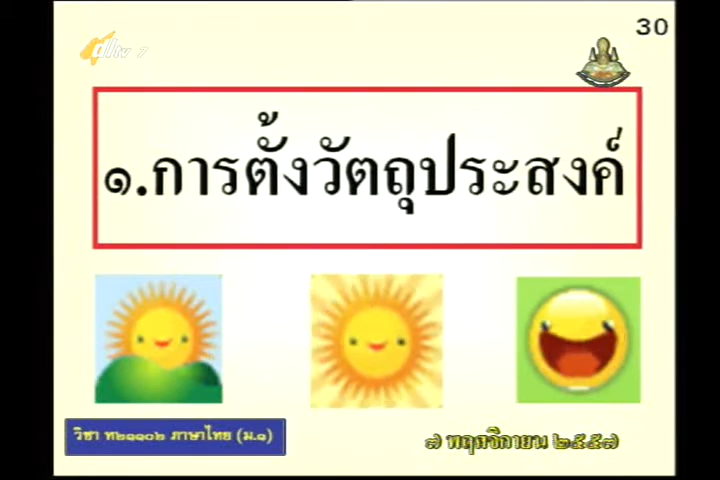 dltv 7
30
๑.การตั้งวัตถุประสงค์
วิชา ท๒๑๑๐๒ ภาษาไทย (ม.๑)
๗ พฤศจิกายน ๒๕๕๗